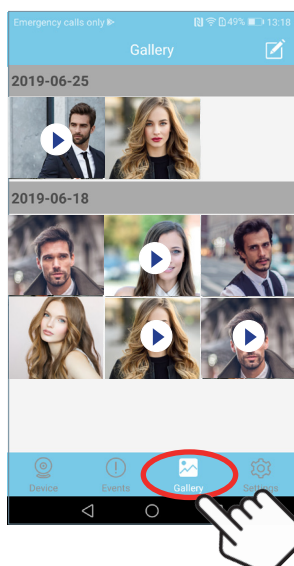 Emergency calls only 49% 13:18
Gallery
2019-06-25
2019-06-18
Device Events Gallery Settings